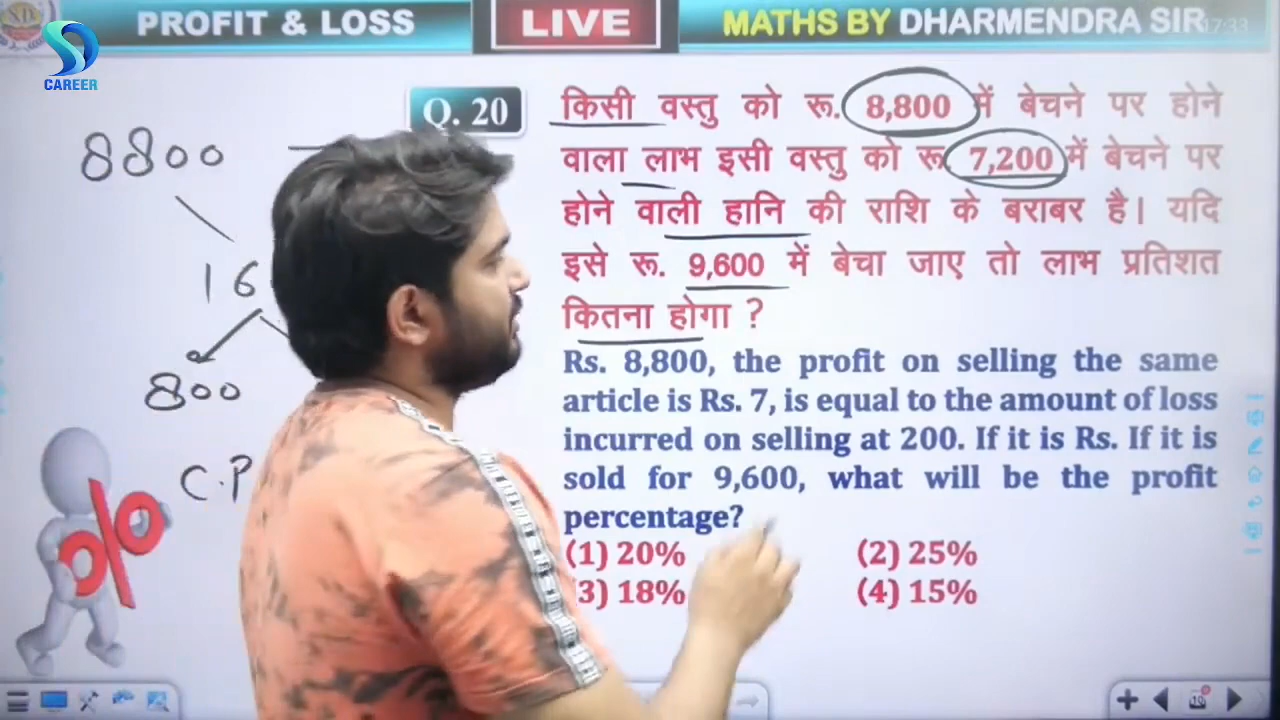 PROFIT & LOSS
LIVE
MATHS BY DHARMENDRA SIR
17:33
CAREER
Q. 20
किसी वस्तु को रू. 8,800 में बेचने पर होने
वाला लाभ इसी वस्तु को रू 7,200 में बेचने पर
होने वाली हानि की राशि के बराबर है। यदि
इसे रू. 9,600 में बेचा जाए तो लाभ प्रतिशत
कितना होगा ?
Rs. 8,800, the profit on selling the same
article is Rs. 7, is equal to the amount of loss
incurred on selling at 200. If it is Rs. If it is
sold for 9,600, what will be the profit
percentage?
(1) 20% (2) 25%
3) 18% (4) 15%
8800
16
800
C.P
%